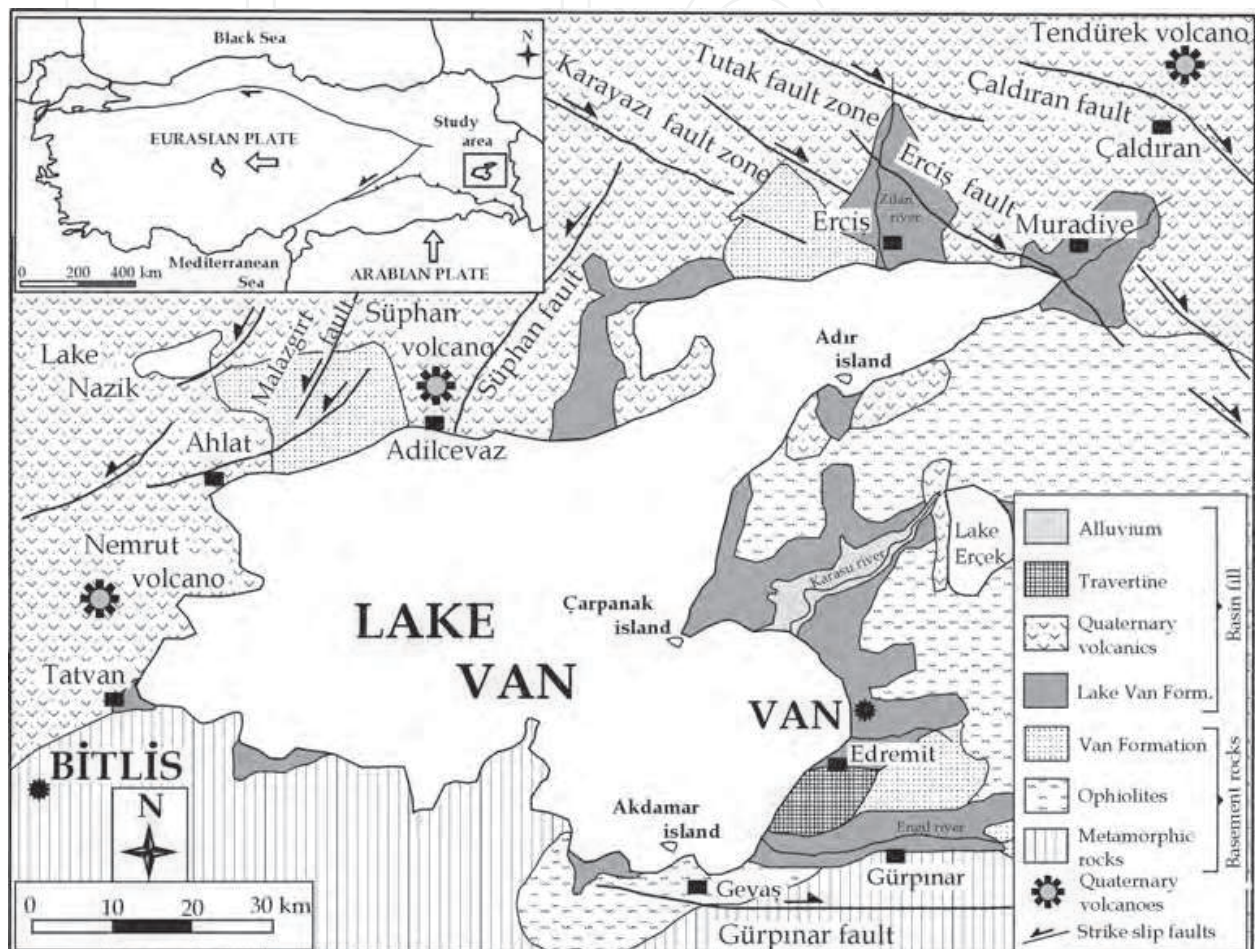 Black Sea
N
EURASIAN PLATE
Study
area
Mediterranean
Sea
ARABIAN PLATE
0 200 400 km
Tendürek volcano
Karayazı fault zone
Tutak fault zone
Çaldıran fault
Çaldıran
Erciş fault
Zilan
river
Erciş
Muradiye
Lake
Nazik
Malazgirt
fault
Süphan
volcano
Süphan fault
Adır
island
Ahlat
Adilcevaz
Nemrut
volcano
Lake
Erçek
Karasu river
Çarpanak
island
LAKE
VAN
Tatvan
VAN
BİTLİS
Edremit
N
Akdamar
island
Engil river
Gevaş
Gürpınar
Gürpınar fault
0 10 20 30 km
Alluvium
Travertine
Quaternary
volcanics
Lake Van Form.
Basin fill
Van Formation
Ophiolites
Metamorphic
rocks
Basement rocks
Quaternary
volcanoes
Strike slip faults